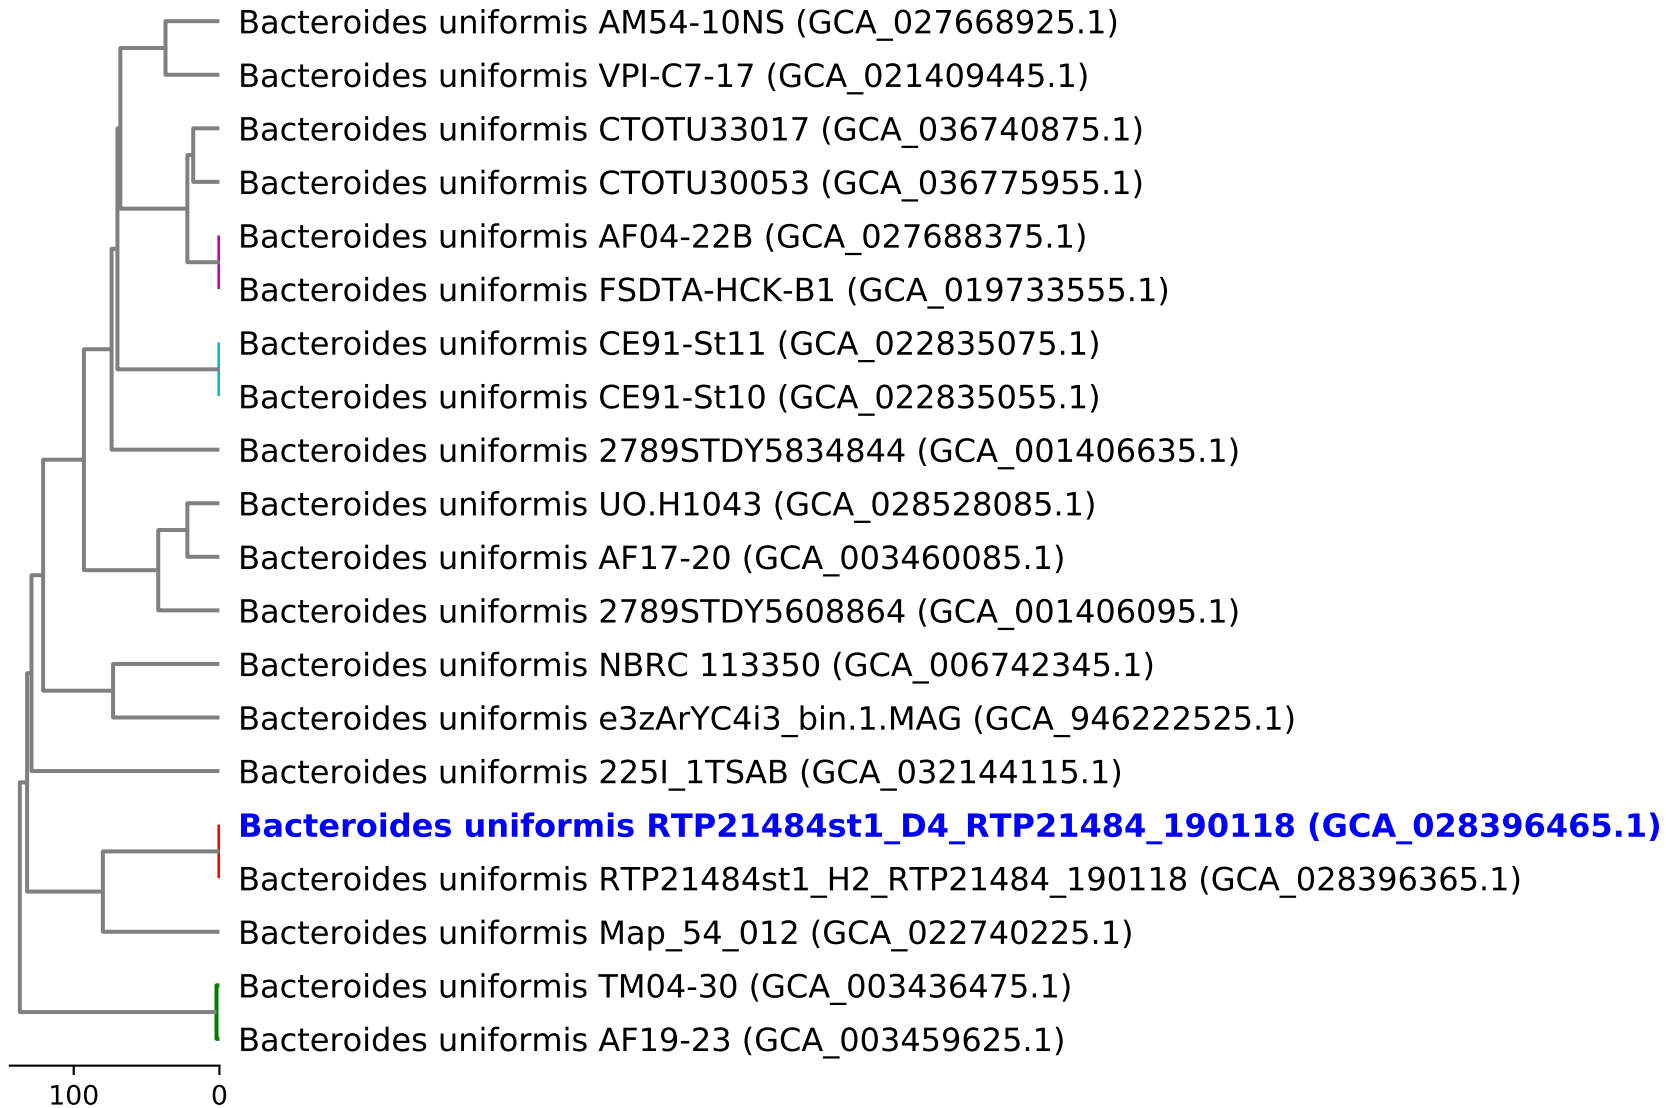 Bacteroides uniformis AM54-10NS (GCA_027668925.1)
Bacteroides uniformis VPI-C7-17 (GCA_021409445.1)
Bacteroides uniformis CTOTU33017 (GCA_036740875.1)
Bacteroides uniformis CTOTU30053 (GCA_036775955.1)
Bacteroides uniformis AF04-22B (GCA_027688375.1)
Bacteroides uniformis FSDTA-HCK-B1 (GCA_019733555.1)
Bacteroides uniformis CE91-St11 (GCA_022835075.1)
Bacteroides uniformis CE91-St10 (GCA_022835055.1)
Bacteroides uniformis 2789STDY5834844 (GCA_001406635.1)
Bacteroides uniformis UO.H1043 (GCA_028528085.1)
Bacteroides uniformis AF17-20 (GCA_003460085.1)
Bacteroides uniformis 2789STDY5608864 (GCA_001406095.1)
Bacteroides uniformis NBRC 113350 (GCA_006742345.1)
Bacteroides uniformis e3zArYC4i3_bin.1.MAG (GCA_946222525.1)
Bacteroides uniformis 225I_1TSAB (GCA_032144115.1)
Bacteroides uniformis RTP21484st1_D4_RTP21484_190118 (GCA_028396465.1)
Bacteroides uniformis RTP21484st1_H2_RTP21484_190118 (GCA_028396365.1)
Bacteroides uniformis Map_54_012 (GCA_022740225.1)
Bacteroides uniformis TM04-30 (GCA_003436475.1)
Bacteroides uniformis AF19-23 (GCA_003459625.1)
100 0